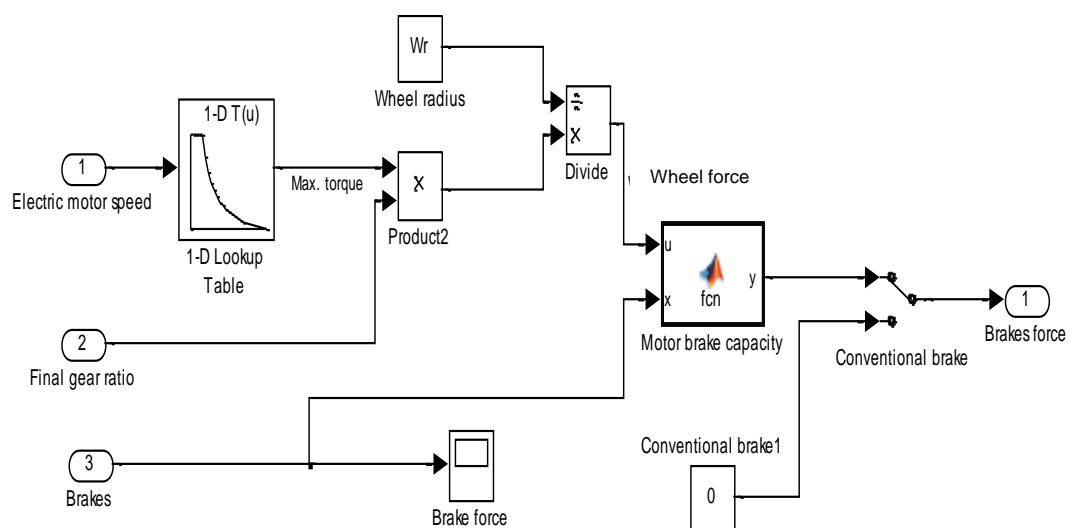 Wr
Wheel radius
1-D T(u)
1
Electric motor speed
Max. torque
1-D Lookup
Table
X
Product2
÷
X
Divide
Wheel force
u
x
fcn
y
Motor brake capacity
1
Brakes force
Conventional brake
2
Final gear ratio
3
Brakes
Brake force
Conventional brake1
0